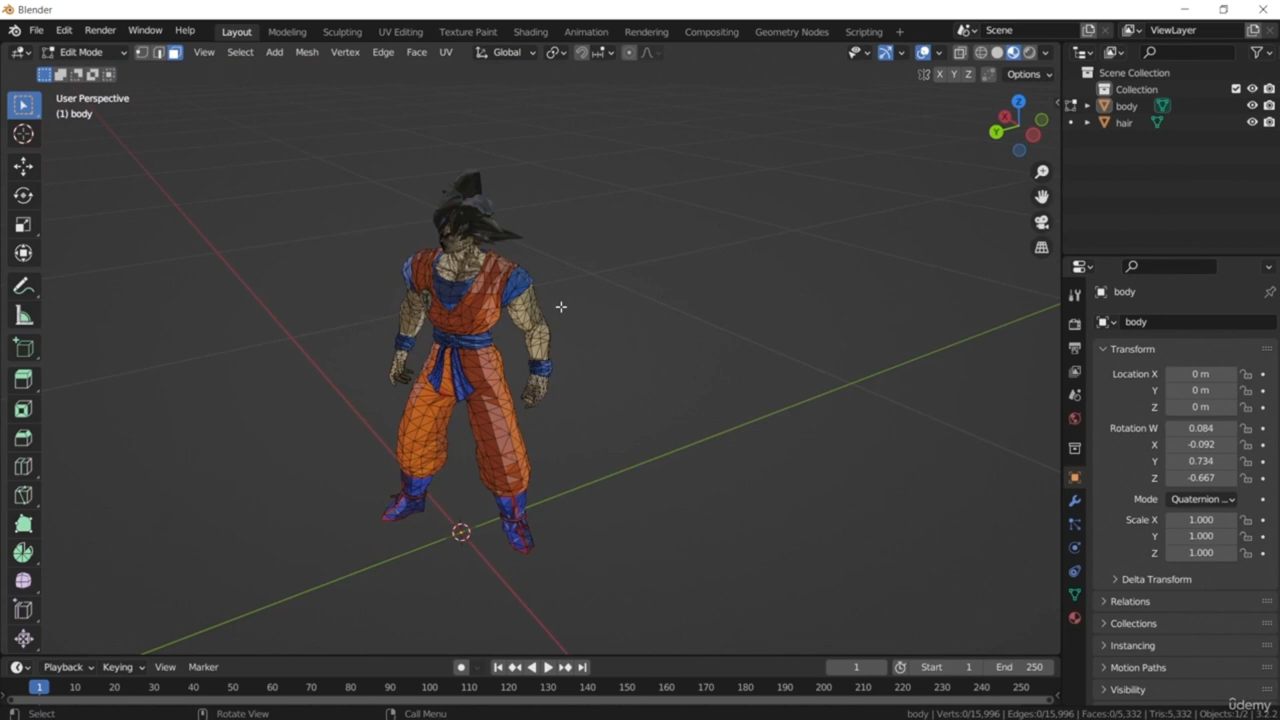 Blender
File Edit Render Window Help Layout Modeling Sculpting UV Editing Texture Paint Shading Animation Rendering Compositing Geometry Nodes Scripting + Scene ViewLayer
Edit Mode View Select Add Mesh Vertex Edge Face UV Global
X Y Z Options
User Perspective
(1) body
Z
X
Y
Scene Collection
Collection
body
hair
body
body
Transform
Location X 0 m
Y 0 m
Z 0 m
Rotation W 0.084
X -0.092
Y 0.734
Z -0.667
Mode Quaternion ...
Scale X 1.000
Y 1.000
Z 1.000
Delta Transform
Relations
Collections
Instancing
Motion Paths
Visibility
Playback Keying View Marker 1 Start 1 End 250
1 10 20 30 40 50 60 70 80 90 100 110 120 130 140 150 160 170 180 190 200 210 220 230 240 250
Select Rotate View Call Menu body | Verts:0/15,996 | Edges:0/15,996 | Faces:0/5,332 | Tris:5,332 | Objects:1/2 | 3.2.2
ûdemy